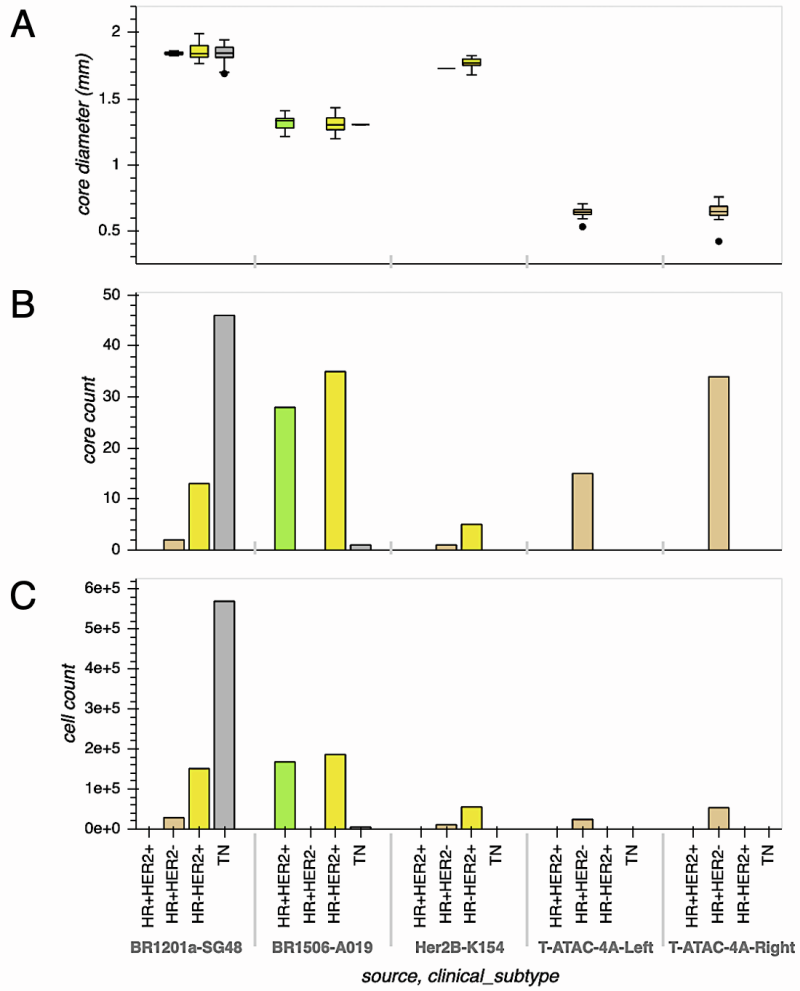 A
core diameter (mm)
2
1.5
1
0.5
B
core count
50
40
30
20
10
0
C
cell count
6e+5
5e+5
4e+5
3e+5
2e+5
1e+5
0e+0
HR+HER2+ HR+HER2- HR-HER2+ TN HR+HER2+ HR+HER2- HR-HER2+ TN HR+HER2+ HR+HER2- HR-HER2+ TN HR+HER2+ HR+HER2- HR-HER2+ TN HR+HER2+ HR+HER2- HR-HER2+ TN
BR1201a-SG48 BR1506-A019 Her2B-K154 T-ATAC-4A-Left T-ATAC-4A-Right
source, clinical_subtype